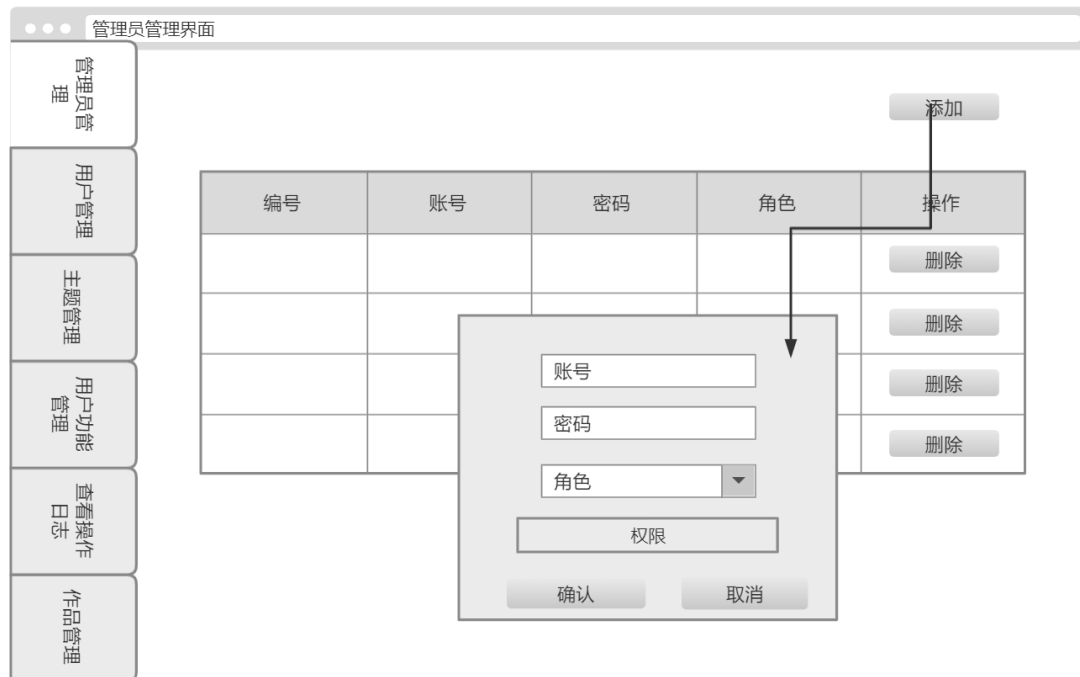 管理员管理界面
管理员管
理
用户管理
主题管理
用户功能
管理
查看操作
日志
作品管理
添加
编号 账号 密码 角色 操作
删除
删除
删除
删除
账号
密码
角色
权限
确认 取消